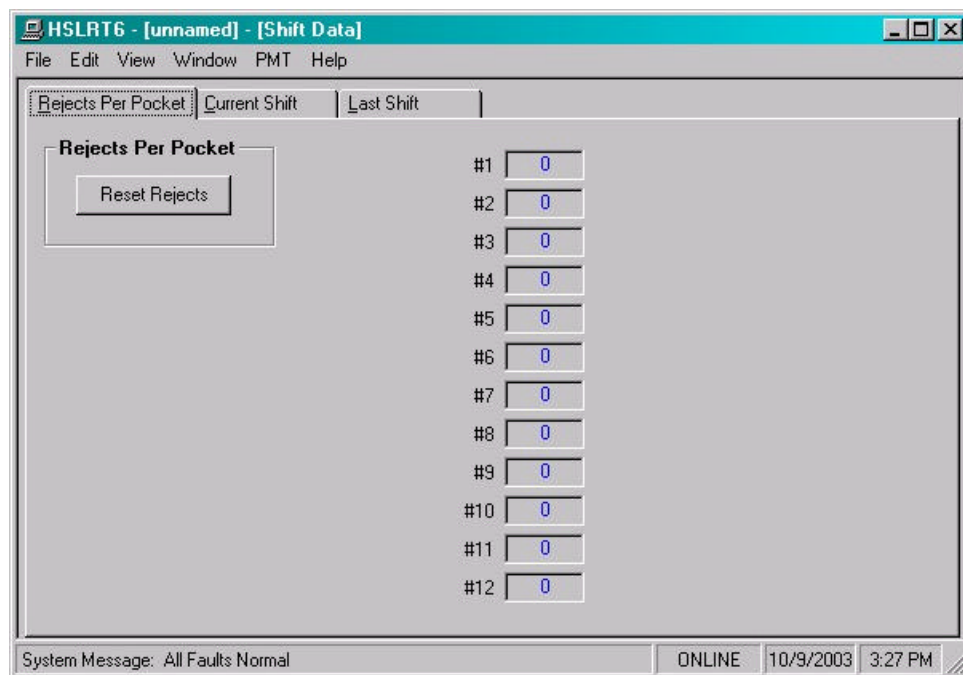 HSLRT6 - [unnamed] - [Shift Data]
File Edit View Window PMT Help
Rejects Per Pocket Current Shift Last Shift
Rejects Per Pocket
Reset Rejects
#1 0
#2 0
#3 0
#4 0
#5 0
#6 0
#7 0
#8 0
#9 0
#10 0
#11 0
#12 0
System Message: All Faults Normal ONLINE 10/9/2003 3:27 PM